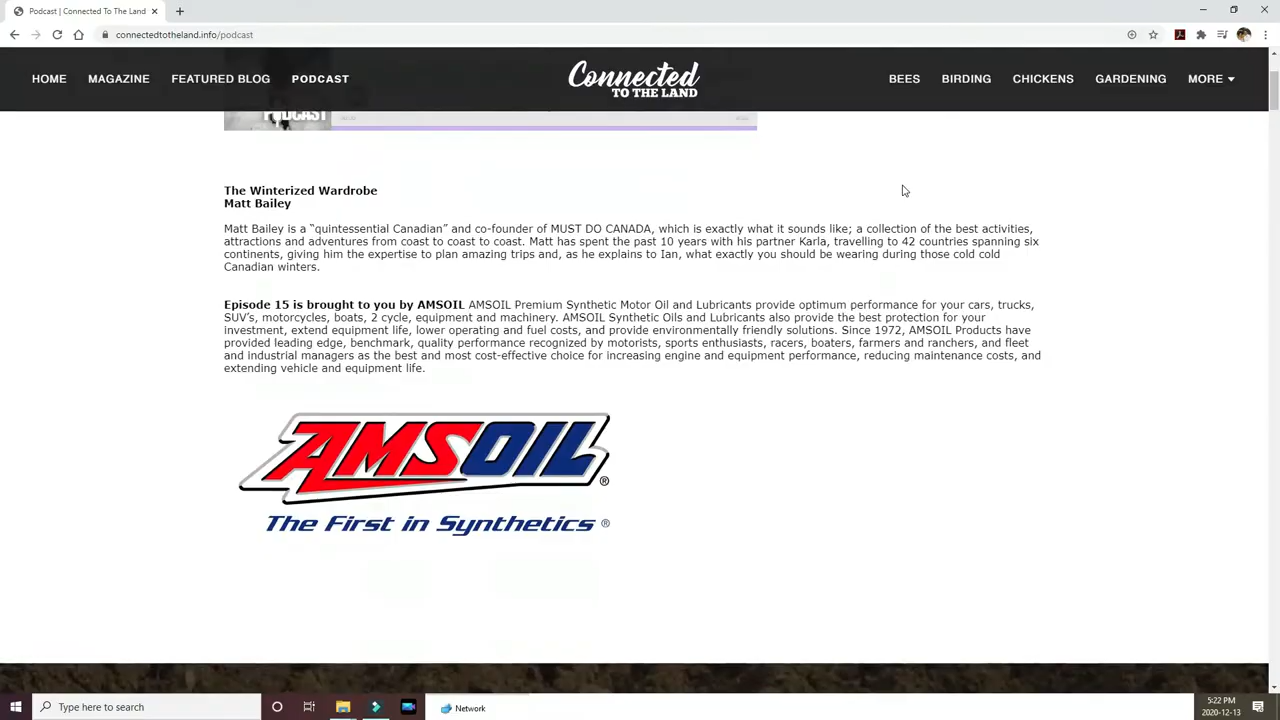 Podcast | Connected To The Land
connectedtotheland.info/podcast
HOME MAGAZINE FEATURED BLOG PODCAST
Connected
TO THE LAND
BEES BIRDING CHICKENS GARDENING MORE
PODCAST
The Winterized Wardrobe
Matt Bailey
Matt Bailey is a “quintessential Canadian” and co-founder of MUST DO CANADA, which is exactly what it sounds like; a collection of the best activities,
attractions and adventures from coast to coast to coast. Matt has spent the past 10 years with his partner Karla, travelling to 42 countries spanning six
continents, giving him the expertise to plan amazing trips and, as he explains to Ian, what exactly you should be wearing during those cold cold
Canadian winters.
Episode 15 is brought to you by AMSOIL AMSOIL Premium Synthetic Motor Oil and Lubricants provide optimum performance for your cars, trucks,
SUV’s, motorcycles, boats, 2 cycle, equipment and machinery. AMSOIL Synthetic Oils and Lubricants also provide the best protection for your
investment, extend equipment life, lower operating and fuel costs, and provide environmentally friendly solutions. Since 1972, AMSOIL Products have
provided leading edge, benchmark, quality performance recognized by motorists, sports enthusiasts, racers, boaters, farmers and ranchers, and fleet
and industrial managers as the best and most cost-effective choice for increasing engine and equipment performance, reducing maintenance costs, and
extending vehicle and equipment life.
AMSOIL®
The First in Synthetics®
Type here to search
Network
5:22 PM
2020-12-13